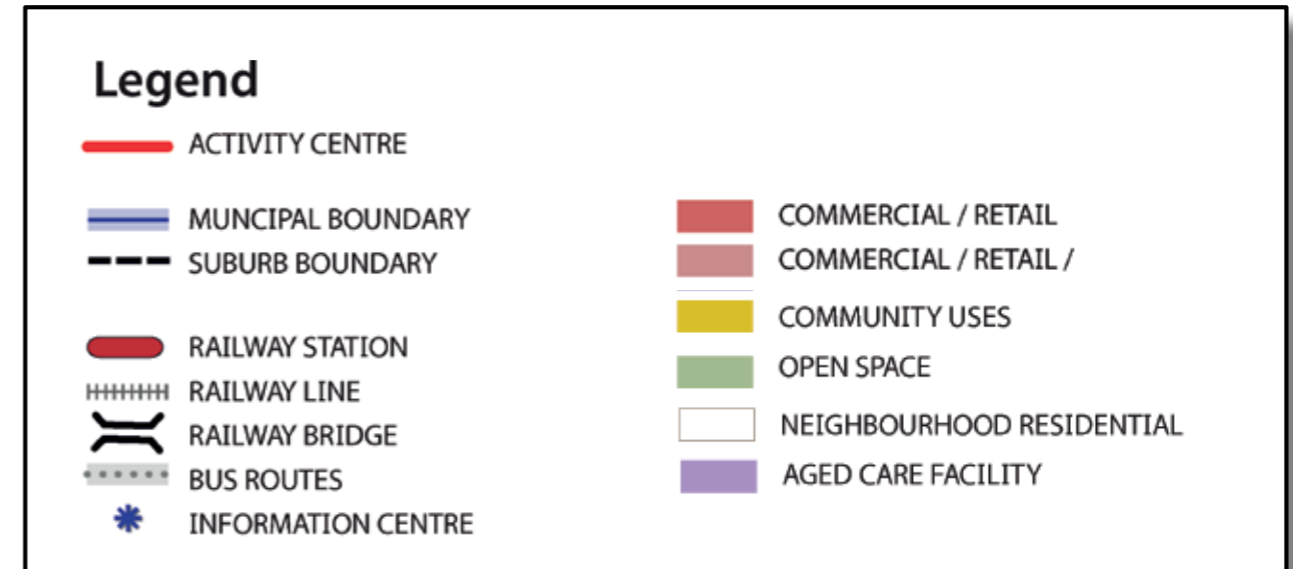 Legend
ACTIVITY CENTRE
MUNCIPAL BOUNDARY
SUBURB BOUNDARY
RAILWAY STATION
RAILWAY LINE
RAILWAY BRIDGE
BUS ROUTES
INFORMATION CENTRE
COMMERCIAL / RETAIL
COMMERCIAL / RETAIL /
COMMUNITY USES
OPEN SPACE
NEIGHBOURHOOD RESIDENTIAL
AGED CARE FACILITY